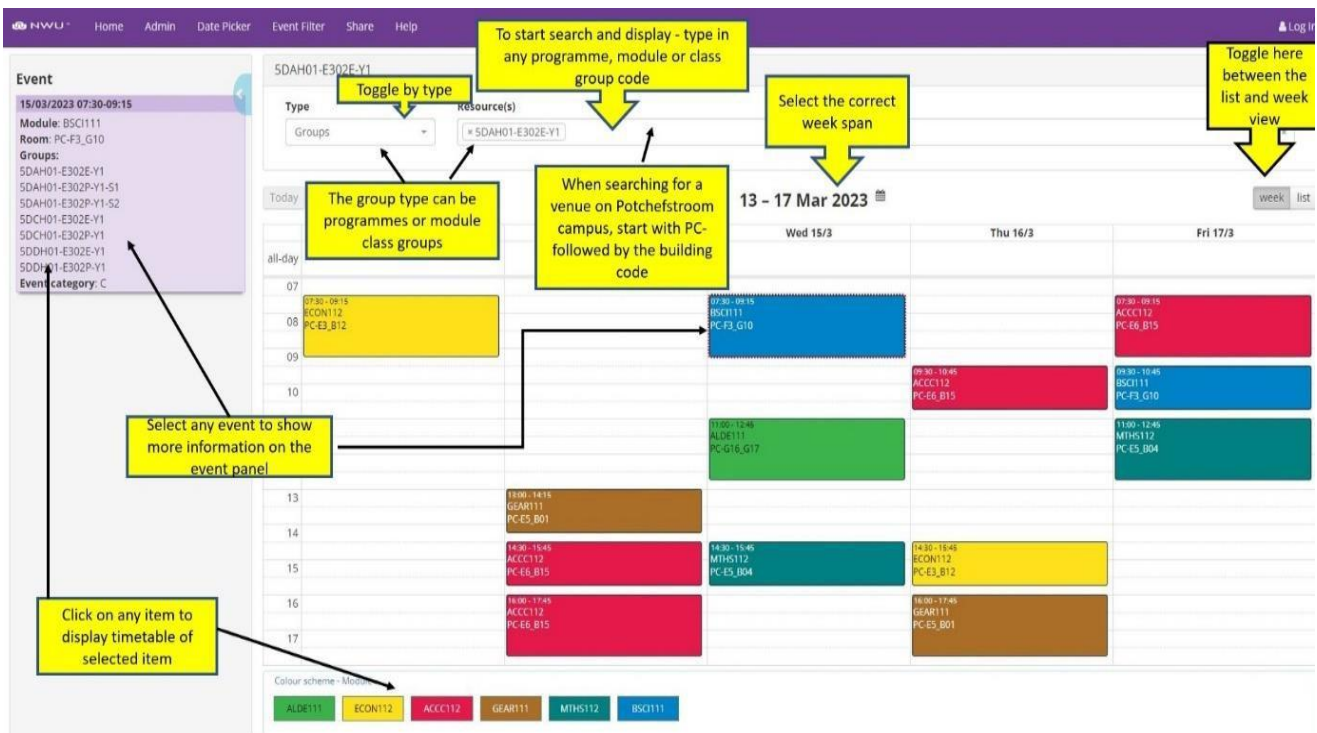 NWU
Home
Admin
Date Picker
Event Filter
Share
Help
Log In
To start search and display - type in
any programme, module or class
group code
Toggle here
between the
list and week
view
Event
15/03/2023 07:30-09:15
Module: BSCI111
Room: PC-F3_G10
Groups:
5DAH01-E302E-Y1
5DAH01-E302P-Y1-S1
5DAH01-E302P-Y1-S2
5DCH01-E302E-Y1
5DCH01-E302P-Y1
5DDH01-E302E-Y1
5DDH01-E302P-Y1
Event category: C
5DAH01-E302E-Y1
Type
Toggle by type
Resource(s)
Groups
× 5DAH01-E302E-Y1
Select the correct
week span
The group type can be
programmes or module
class groups
When searching for a
venue on Potchefstroom
campus, start with PC-
followed by the building
code
Today
13 – 17 Mar 2023
week
list
Wed 15/3
Thu 16/3
Fri 17/3
all-day
07
08
09
10
13
14
15
16
17
07:30 - 09:15
ECON112
PC-E3_B12
07:30 - 09:15
BSCI111
PC-F3_G10
07:30 - 09:15
ACCC112
PC-E6_B15
09:30 - 10:45
ACCC112
PC-E6_B15
09:30 - 10:45
BSCI111
PC-F3_G10
Select any event to show
more information on the
event panel
11:00 - 12:45
ALDE111
PC-G16_G17
11:00 - 12:45
MTHS112
PC-E5_B04
13:00 - 14:15
GEAR111
PC-E5_B01
14:30 - 15:45
ACCC112
PC-E6_B15
14:30 - 15:45
MTHS112
PC-E5_B04
14:30 - 15:45
ECON112
PC-E3_B12
16:00 - 17:45
ACCC112
PC-E6_B15
16:00 - 17:45
GEAR111
PC-E5_B01
Click on any item to
display timetable of
selected item
Colour scheme - Module
ALDE111
ECON112
ACCC112
GEAR111
MTHS112
BSCI111